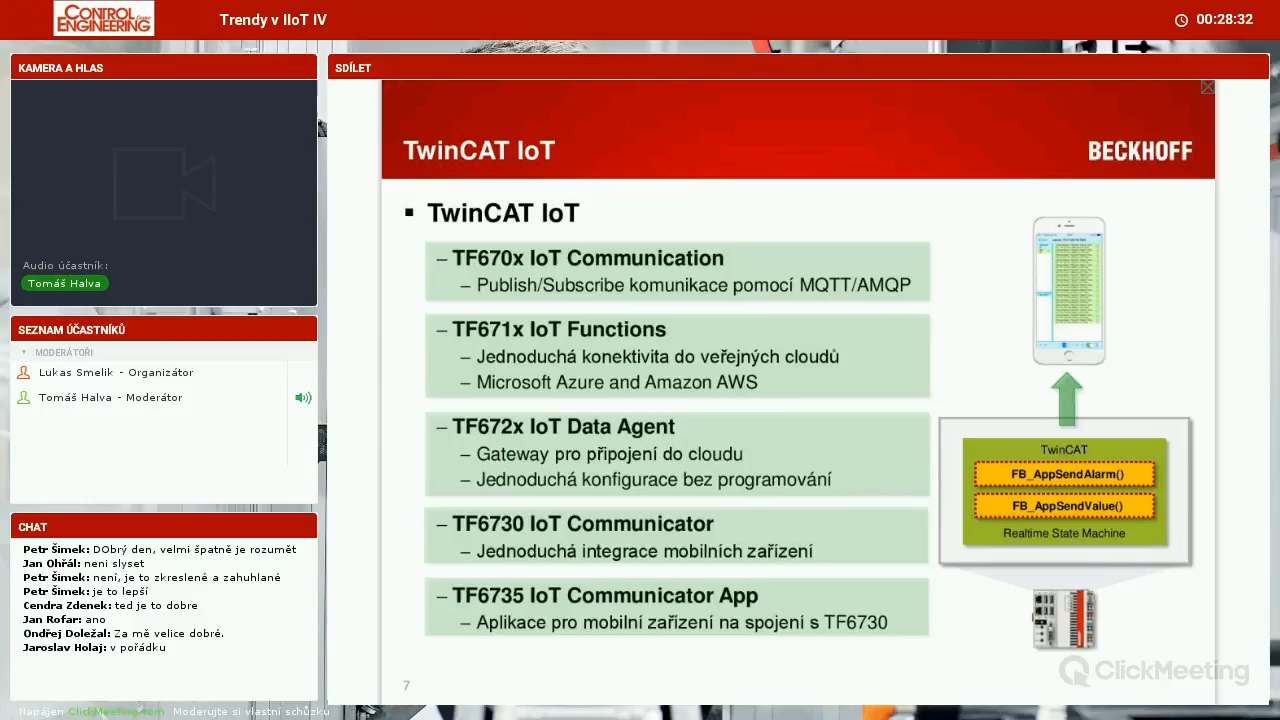 CONTROL
ENGINEERING
Trendy v IIoT IV
00:28:32
KAMERA A HLAS
Audio účastník:
Tomáš Halva
SEZNAM ÚČASTNÍKŮ
MODERÁTOŘI
Lukas Smelik - Organizátor
Tomáš Halva - Moderátor
CHAT
Petr Šimek: DObrý den, velmi špatně je rozumět
Jan Ohřál: neni slyset
Petr Šimek: není, je to zkreslené a zahuhlané
Petr Šimek: je to lepší
Cendra Zdenek: ted je to dobre
Jan Rofar: ano
Ondřej Doležal: Za mě velice dobré.
Jaroslav Holaj: v pořádku
Napájen ClickMeeting.com Moderujte si vlastní schůzku
SDÍLET
TwinCAT IoT
BECKHOFF
▪ TwinCAT IoT
– TF670x IoT Communication
– Publish/Subscribe komunikace pomocí MQTT/AMQP
– TF671x IoT Functions
– Jednoduchá konektivita do veřejných cloudů
– Microsoft Azure and Amazon AWS
– TF672x IoT Data Agent
– Gateway pro připojení do cloudu
– Jednoduchá konfigurace bez programování
– TF6730 IoT Communicator
– Jednoduchá integrace mobilních zařízení
– TF6735 IoT Communicator App
– Aplikace pro mobilní zařízení na spojení s TF6730
TwinCAT
FB_AppSendAlarm()
FB_AppSendValue()
Realtime State Machine
7
ClickMeeting